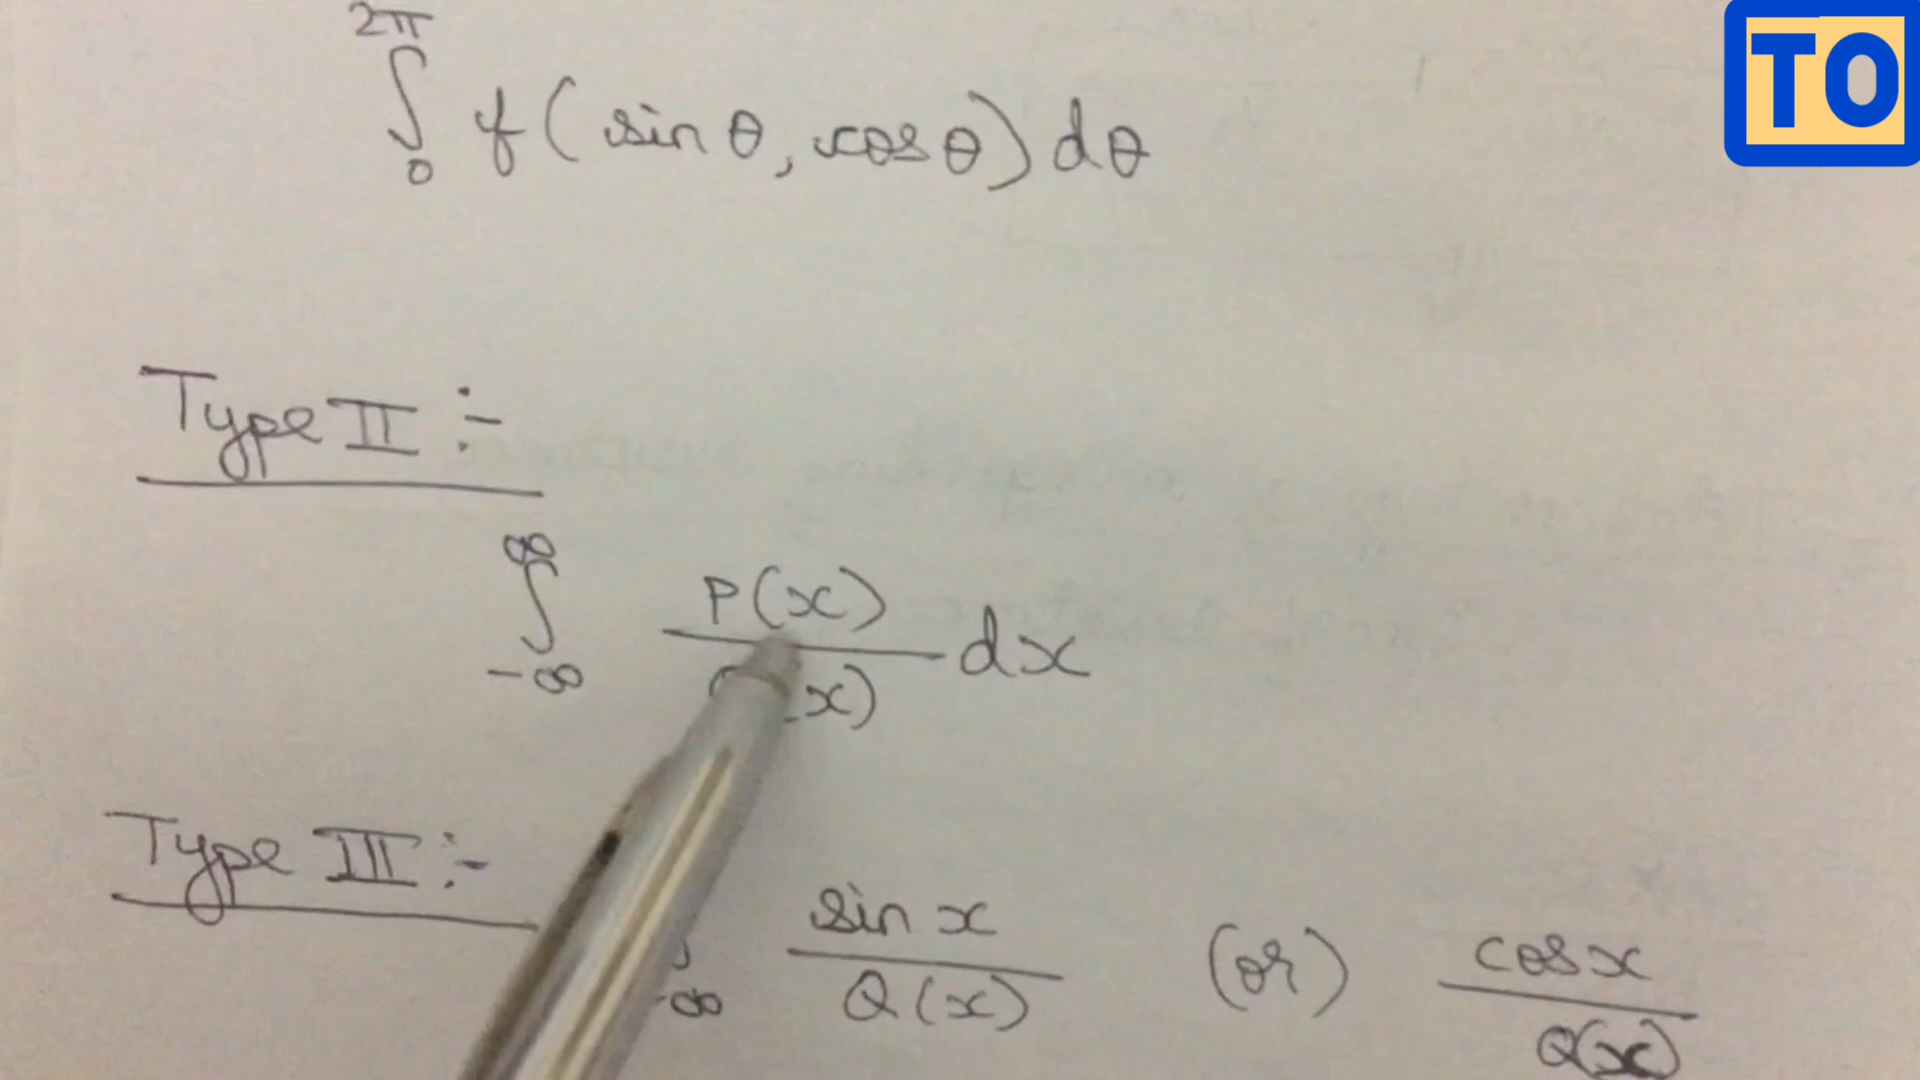 TO
2π
∫ f(sin θ, cos θ) dθ
0
Type II :-
∞
∫ P(x) dx
-∞ x)
Type III :-
sin x (or) cos x
-∞ Q(x) Q(x)